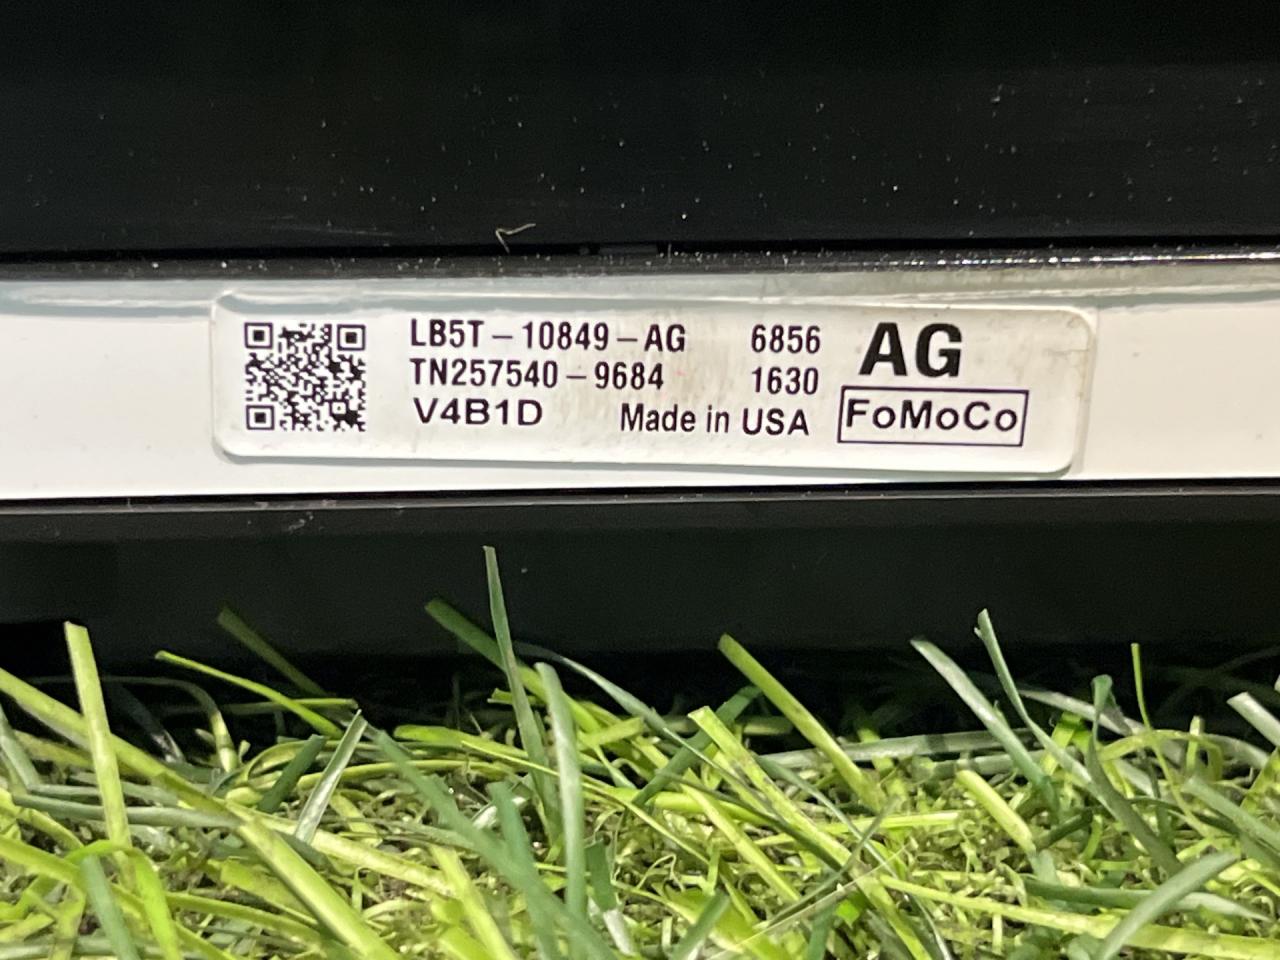 LB5T-10849-AG 6856 AG
TN257540-9684 1630
V4B1D Made in USA FoMoCo